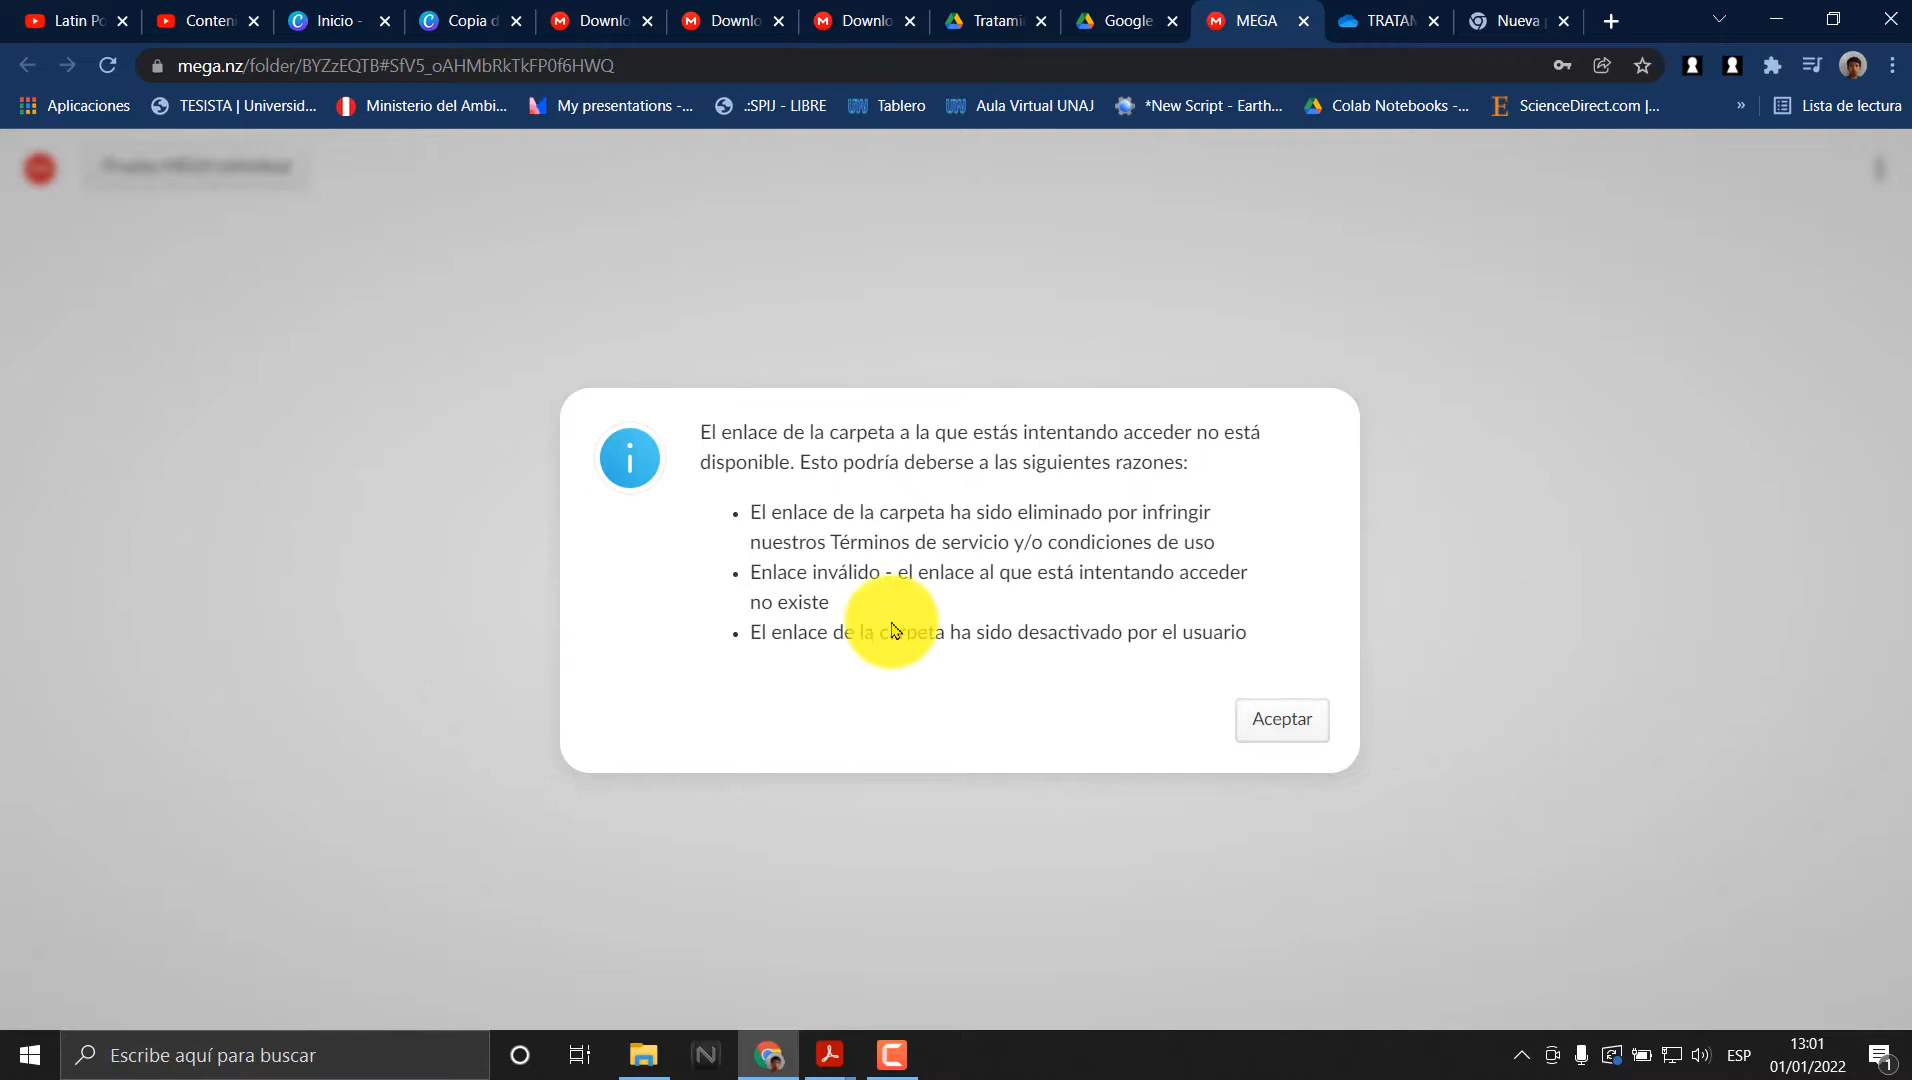 Latin Po
Conteni
Inicio -
Copia d
Downlo
Downlo
Downlo
Tratami
Google
MEGA
TRATAM
Nueva
mega.nz/folder/BYZzEQTB#SfV5_oAHMbRkTkFP0f6HWQ
Aplicaciones
TESISTA | Universid...
Ministerio del Ambi...
My presentations -...
.:SPIJ - LIBRE
Tablero
Aula Virtual UNAJ
*New Script - Earth...
Colab Notebooks -...
ScienceDirect.com |...
»
Lista de lectura
El enlace de la carpeta a la que estás intentando acceder no está
disponible. Esto podría deberse a las siguientes razones:
• El enlace de la carpeta ha sido eliminado por infringir
nuestros Términos de servicio y/o condiciones de uso
• Enlace inválido - el enlace al que está intentando acceder
no existe
• El enlace de la carpeta ha sido desactivado por el usuario
Aceptar
Escribe aquí para buscar
ESP
13:01
01/01/2022
1